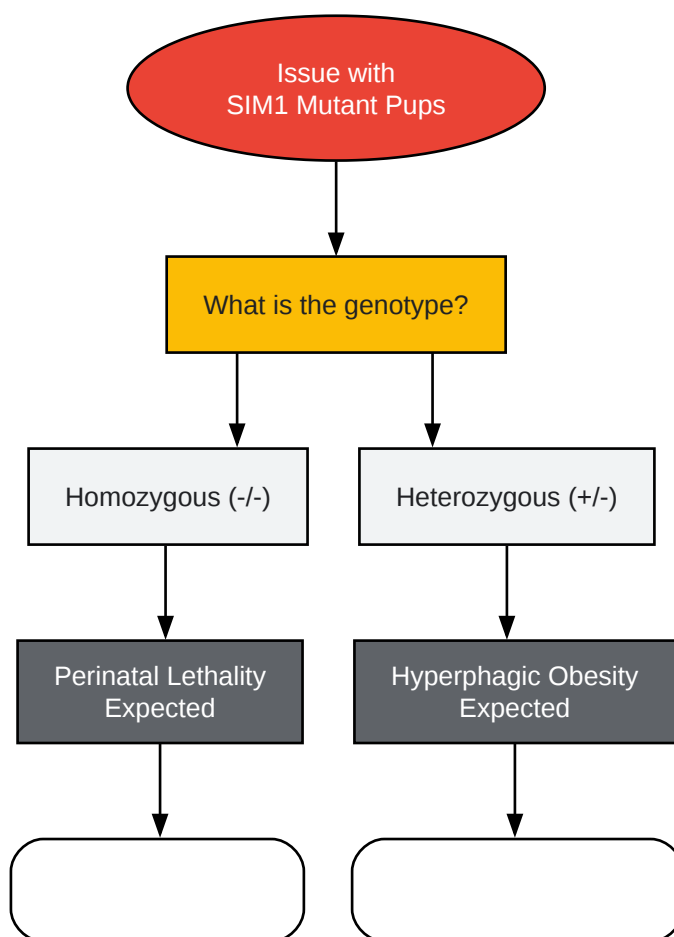 Issue with
SIM1 Mutant Pups
What is the genotype?
Homozygous (-/-)
Heterozygous (+/-)
Perinatal Lethality
Expected
Hyperphagic Obesity
Expected